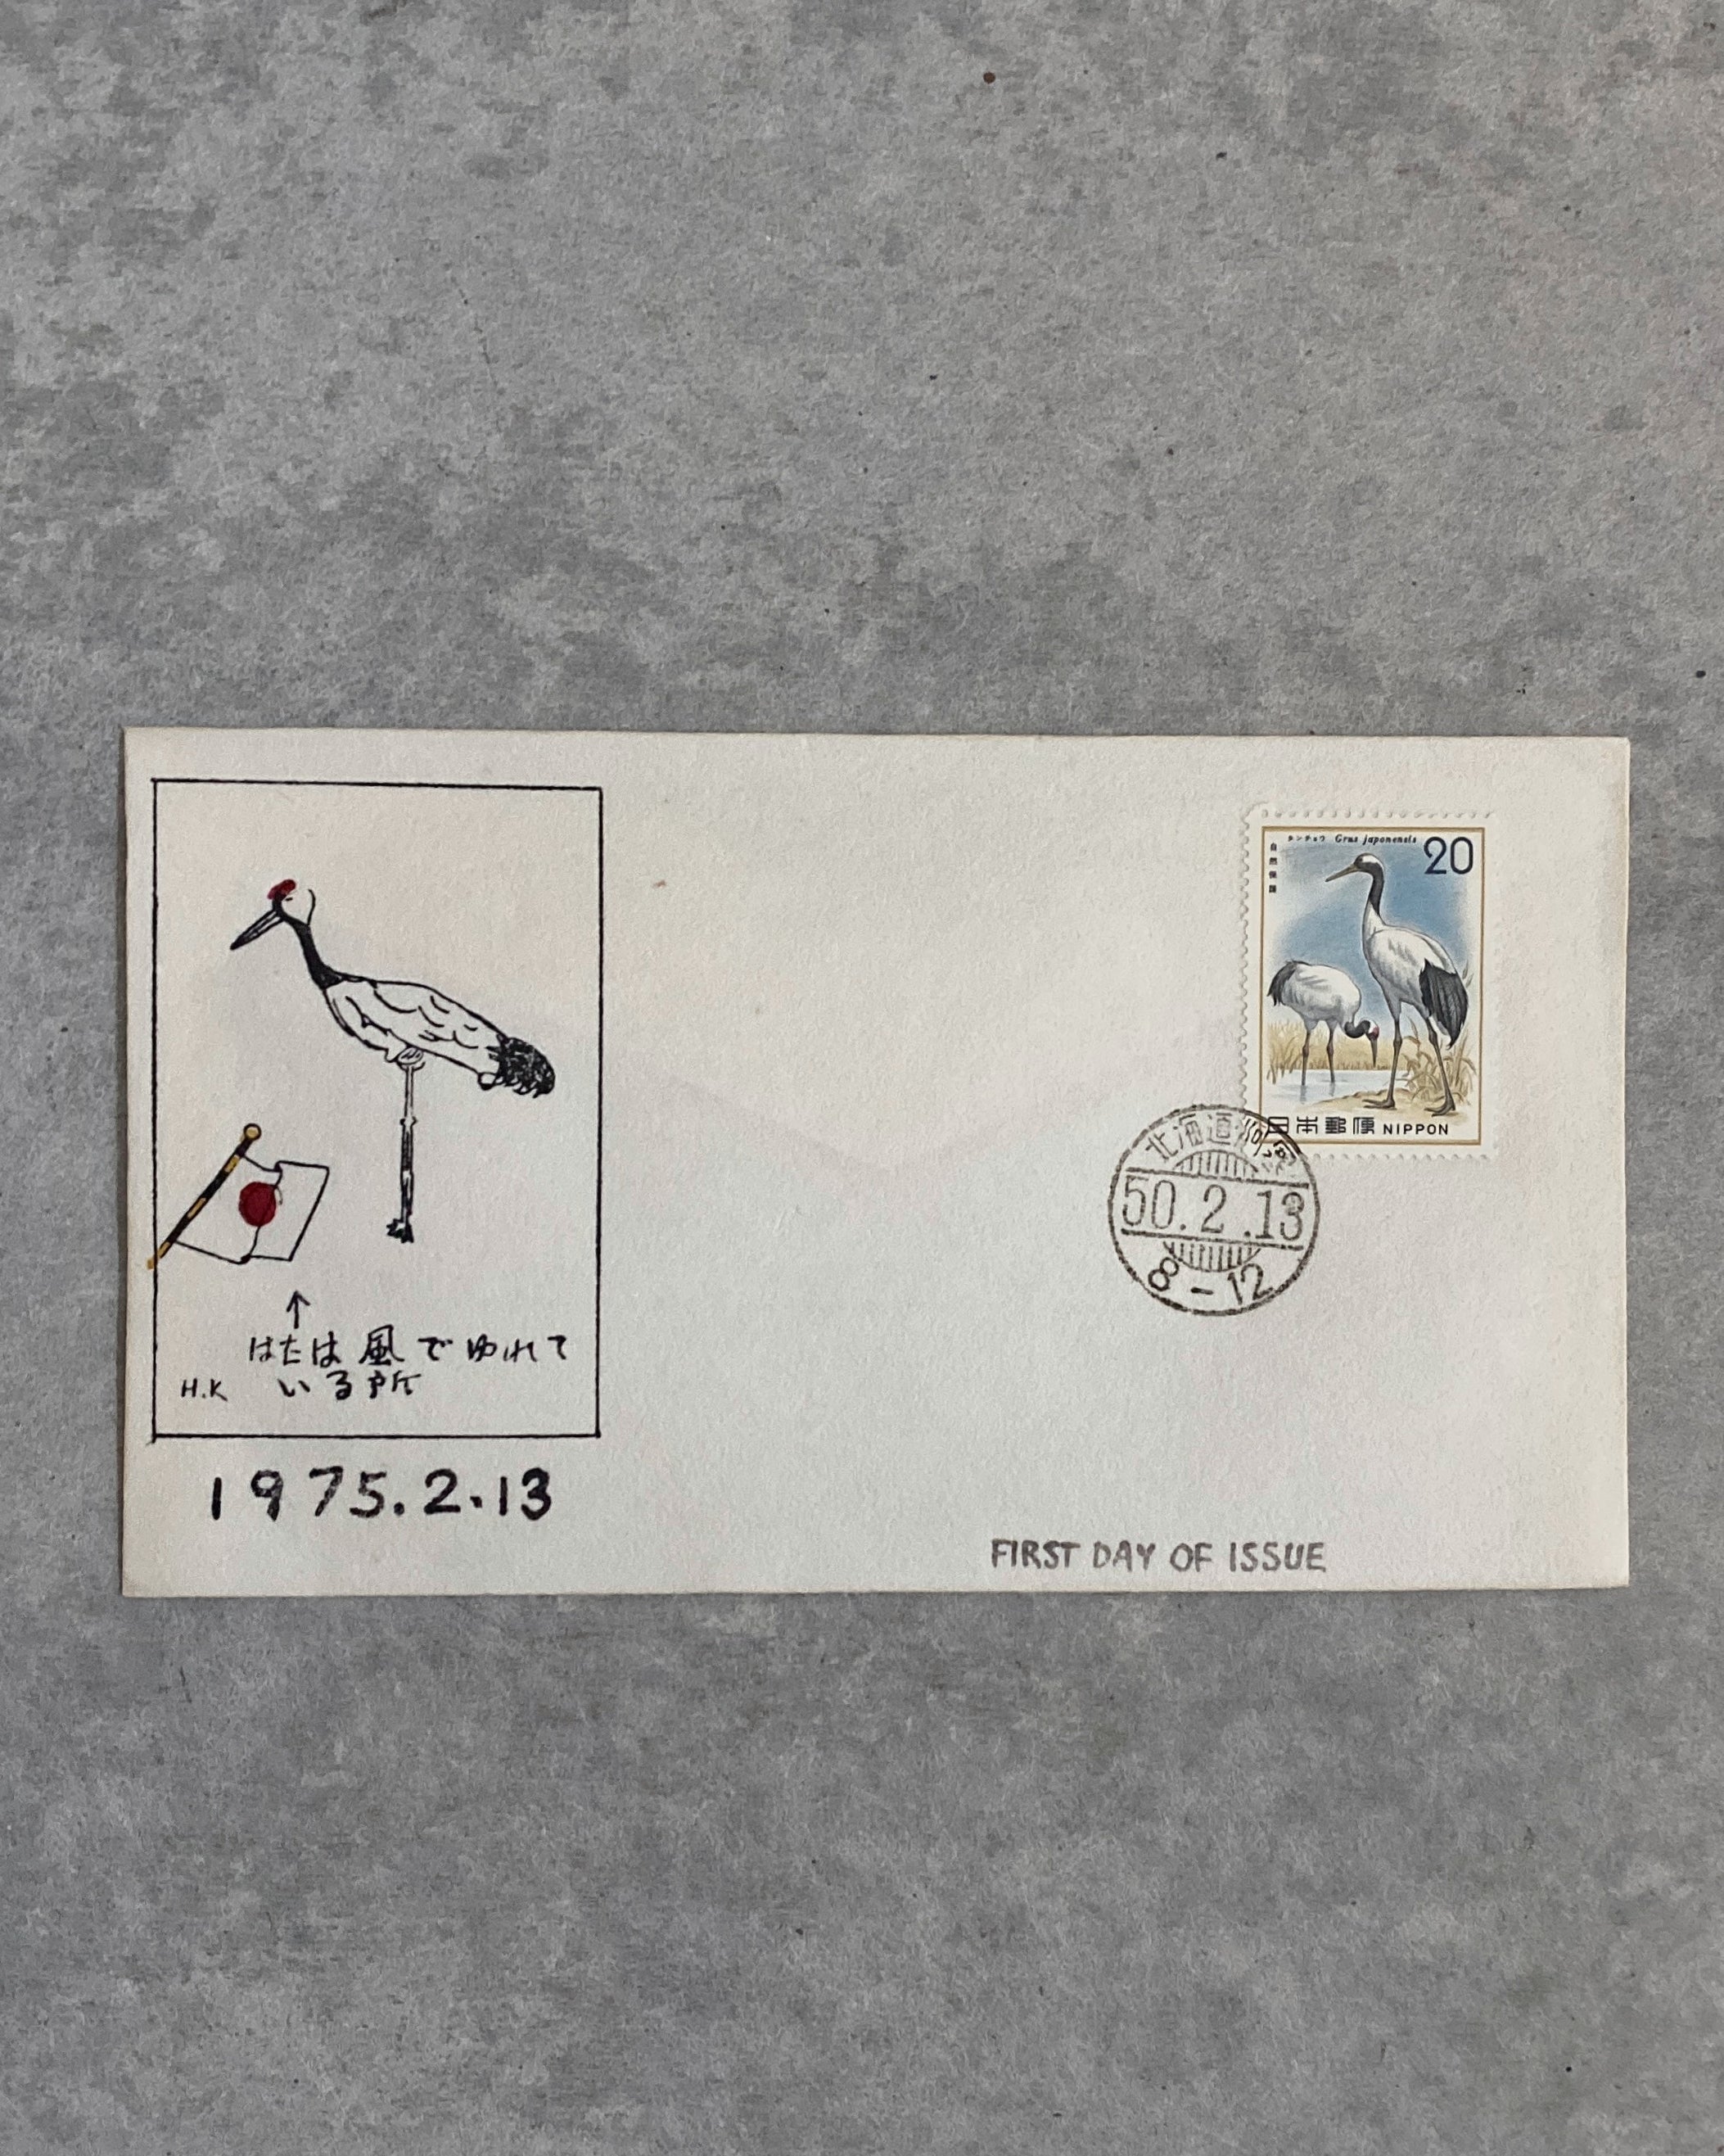 はたは風でゆれて
いる所
H.K
1975.2.13
タンチョウ Grus japonensis
20
自然保護
日本郵便 NIPPON
北海道
50.2.13
8-12
FIRST DAY OF ISSUE